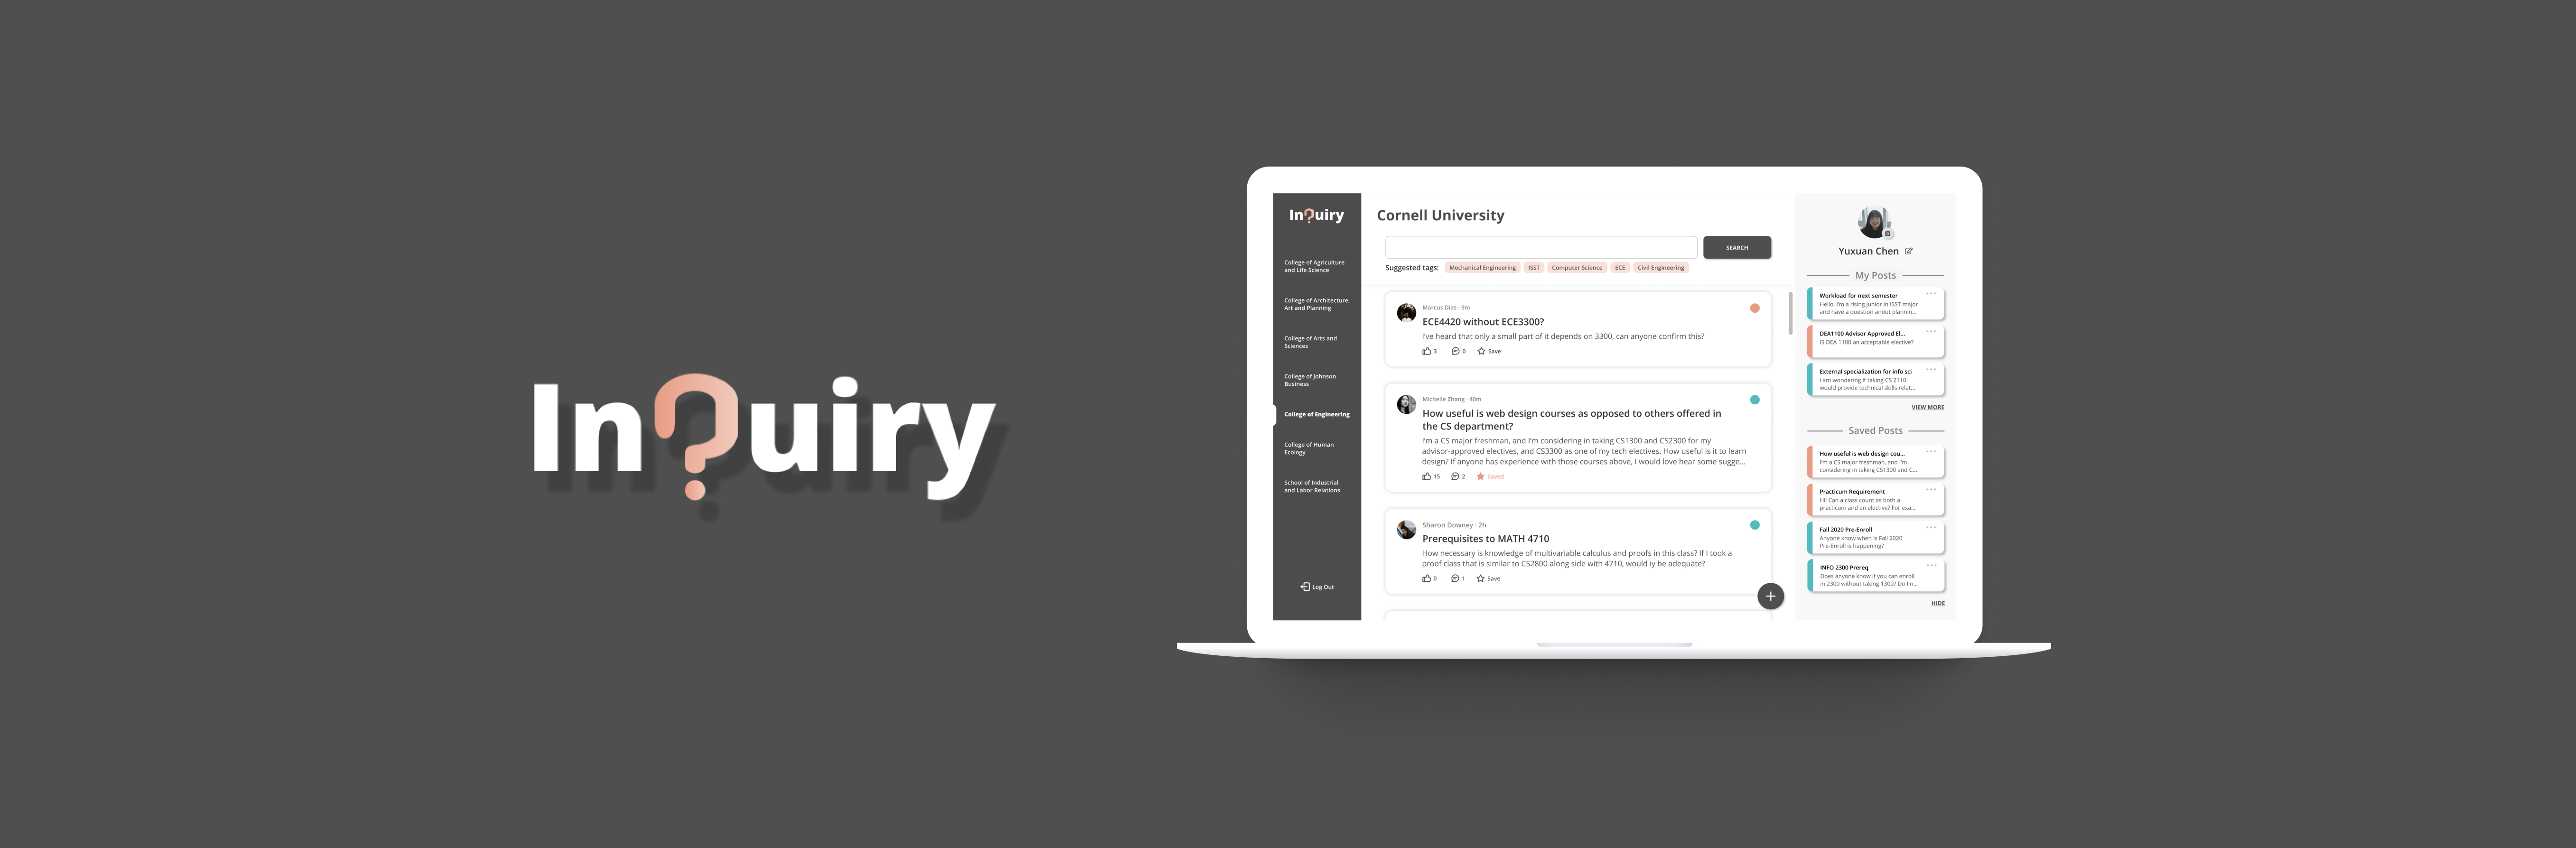 In?uiry
In?uiry
College of Agriculture
and Life Science
College of Architecture,
Art and Planning
College of Arts and
Sciences
College of Johnson
Business
College of Engineering
College of Human
Ecology
School of Industrial
and Labor Relations
Log Out
Cornell University
SEARCH
Suggested tags: Mechanical Engineering ISST Computer Science ECE Civil Engineering
Marcus Dias · 9m
ECE4420 without ECE3300?
I've heard that only a small part of it depends on 3300, can anyone confirm this?
3 0 Save
Michelle Zhang · 40m
How useful is web design courses as opposed to others offered in
the CS department?
I'm a CS major freshman, and I'm considering in taking CS1300 and CS2300 for my
advisor-approved electives, and CS3300 as one of my tech electives. How useful is it to learn
design? If anyone has experience with those courses above, I would love hear some sugge...
15 2 Saved
Sharon Downey · 2h
Prerequisites to MATH 4710
How necessary is knowledge of multivariable calculus and proofs in this class? If I took a
proof class that is similar to CS2800 along side with 4710, would iy be adequate?
0 1 Save
+
Yuxuan Chen
My Posts
Workload for next semester
Hello, I'm a rising junior in ISST major
and have a question anout plannin...
DEA1100 Advisor Approved El...
IS DEA 1100 an acceptable elective?
External specialization for info sci
i am wondering if taking CS 2110
would provide technical skills relat...
VIEW MORE
Saved Posts
How useful is web design cou...
I'm a CS major freshman, and I'm
considering in taking CS1300 and C...
Practicum Requirement
Hi! Can a class count as both a
practicum and an elective? For exa...
Fall 2020 Pre-Enroll
Anyone know when is Fall 2020
Pre-Enroll is happening?
INFO 2300 Prereq
Does anyone know if you can enroll
in 2300 without taking 1300? Do I n...
HIDE